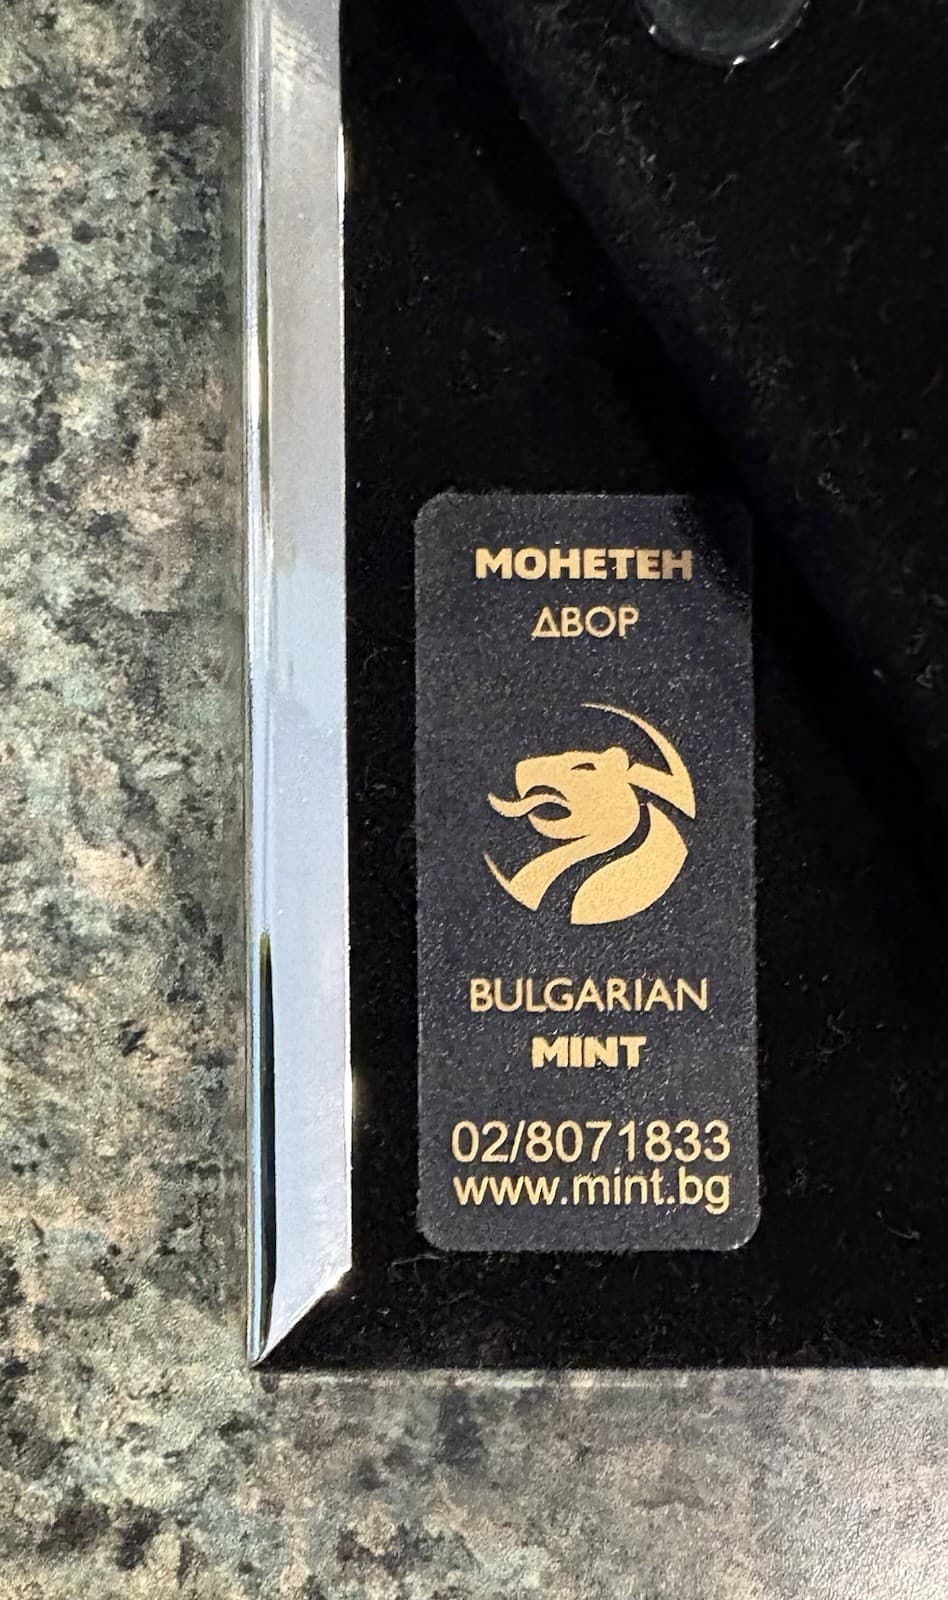 МОНЕТЕН
ДВОР
BULGARIAN
MINT
02/8071833
www.mint.bg